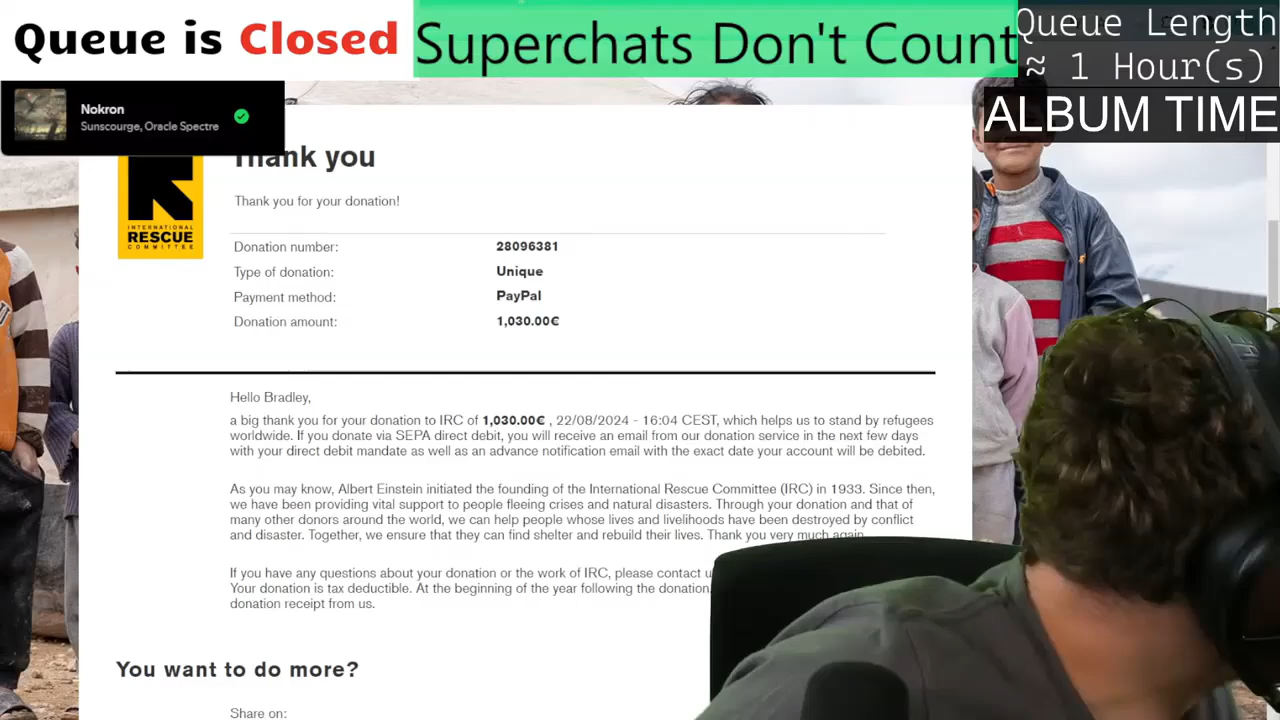 Queue is Closed
Superchats Don't Count
Queue Length
≈ 1 Hour(s)
ALBUM TIME
Nokron
Sunscourge, Oracle Spectre
Thank you
INTERNATIONAL
RESCUE
COMMITTEE
Thank you for your donation!
Donation number: 28096381
Type of donation: Unique
Payment method: PayPal
Donation amount: 1,030.00€
Hello Bradley,
a big thank you for your donation to IRC of 1,030.00€ , 22/08/2024 - 16:04 CEST, which helps us to stand by refugees
worldwide. If you donate via SEPA direct debit, you will receive an email from our donation service in the next few days
with your direct debit mandate as well as an advance notification email with the exact date your account will be debited.
As you may know, Albert Einstein initiated the founding of the International Rescue Committee (IRC) in 1933. Since then,
we have been providing vital support to people fleeing crises and natural disasters. Through your donation and that of
many other donors around the world, we can help people whose lives and livelihoods have been destroyed by conflict
and disaster. Together, we ensure that they can find shelter and rebuild their lives. Thank you very much again.
If you have any questions about your donation or the work of IRC, please contact u
Your donation is tax deductible. At the beginning of the year following the donation,
donation receipt from us.
You want to do more?
Share on: